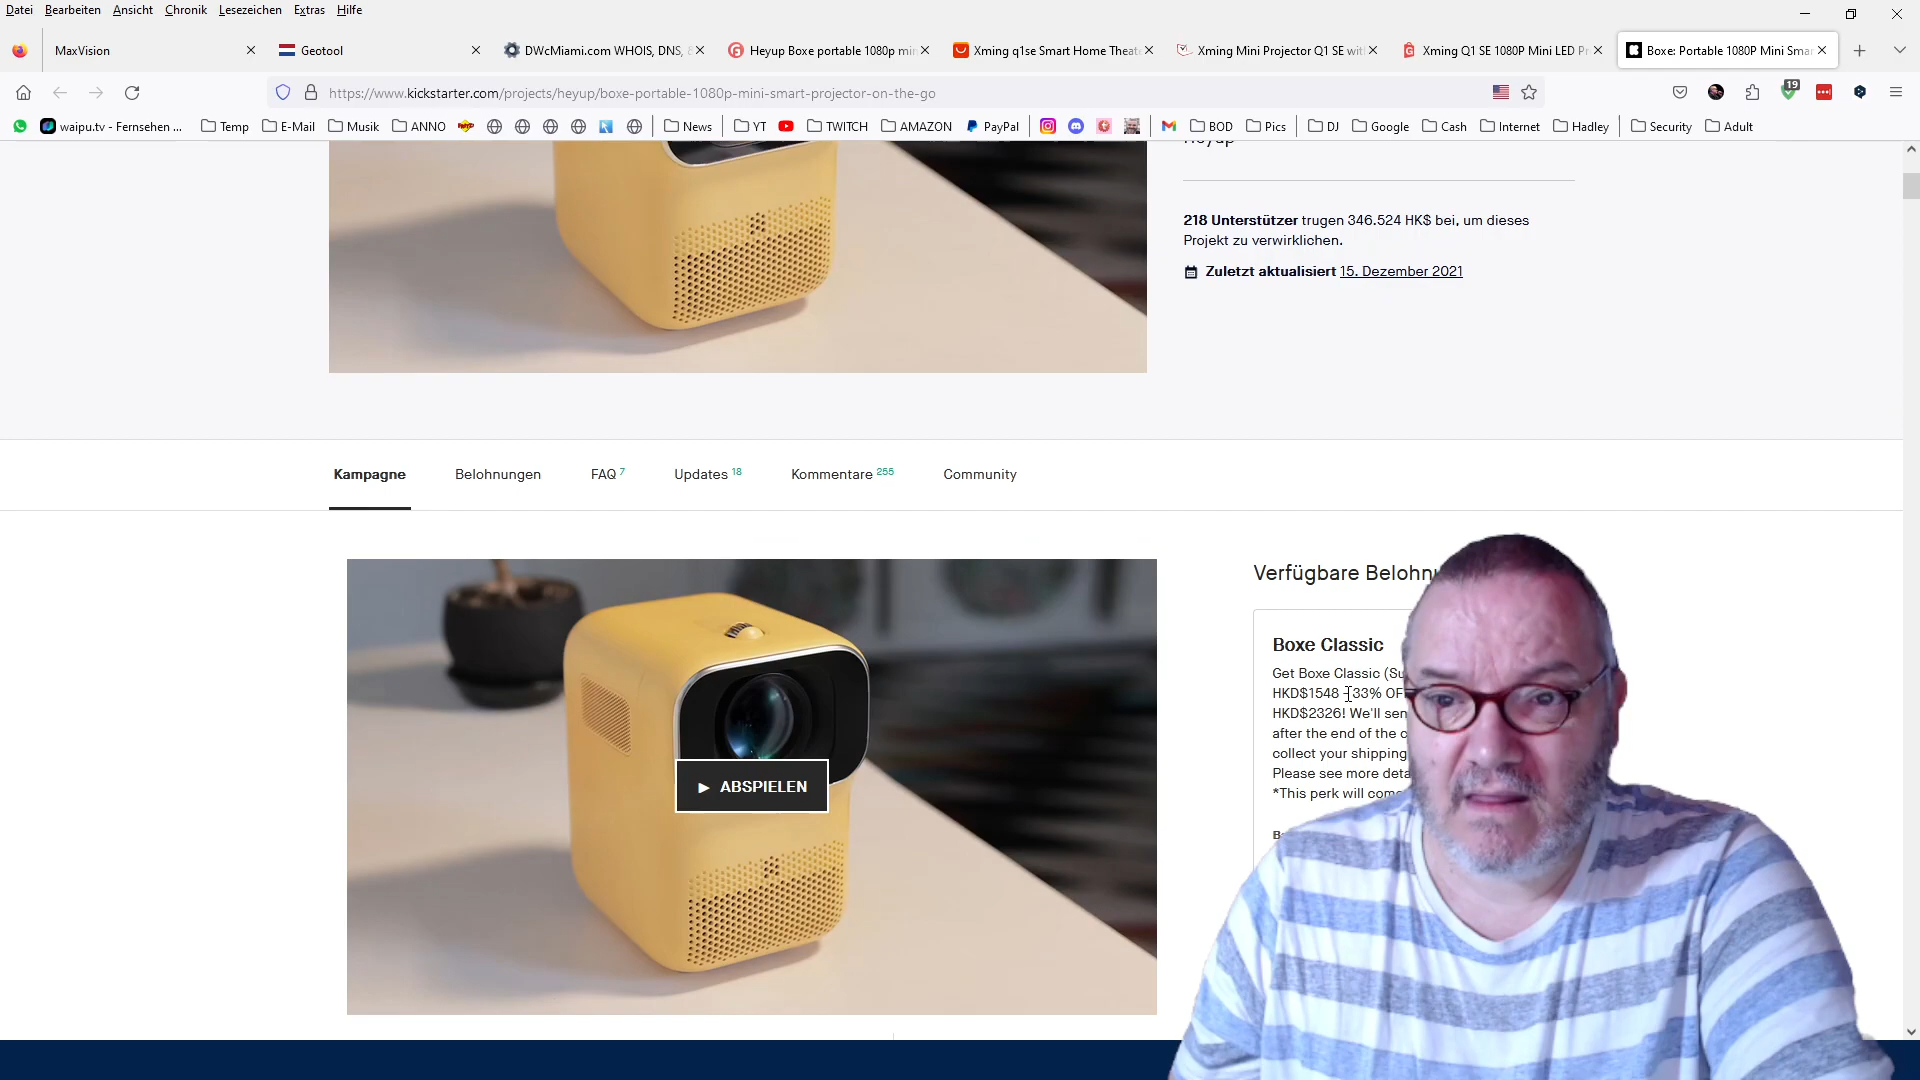 Datei Bearbeiten Ansicht Chronik Lesezeichen Extras Hilfe
MaxVision
Geotool
DWcMiami.com WHOIS, DNS,
Heyup Boxe portable 1080p mi
Xming q1se Smart Home Theat
Xming Mini Projector Q1 SE wit
Xming Q1 SE 1080P Mini LED P
Boxe: Portable 1080P Mini Sma
https://www.kickstarter.com/projects/heyup/boxe-portable-1080p-mini-smart-projector-on-the-go
19
waipu.tv - Fernsehen ... Temp E-Mail Musik ANNO News YT TWITCH AMAZON PayPal BOD Pics DJ Google Cash Internet Hadley Security Adult
Heyup
218 Unterstützer trugen 346.524 HK$ bei, um dieses
Projekt zu verwirklichen.
Zuletzt aktualisiert 15. Dezember 2021
Kampagne Belohnungen FAQ 7 Updates 18 Kommentare 255 Community
ABSPIELEN
Verfügbare Belohnu
Boxe Classic
Get Boxe Classic (Su
HKD$1548 - 33% OF
HKD$2326! We'll sen
after the end of the c
collect your shipping
Please see more deta
*This perk will come